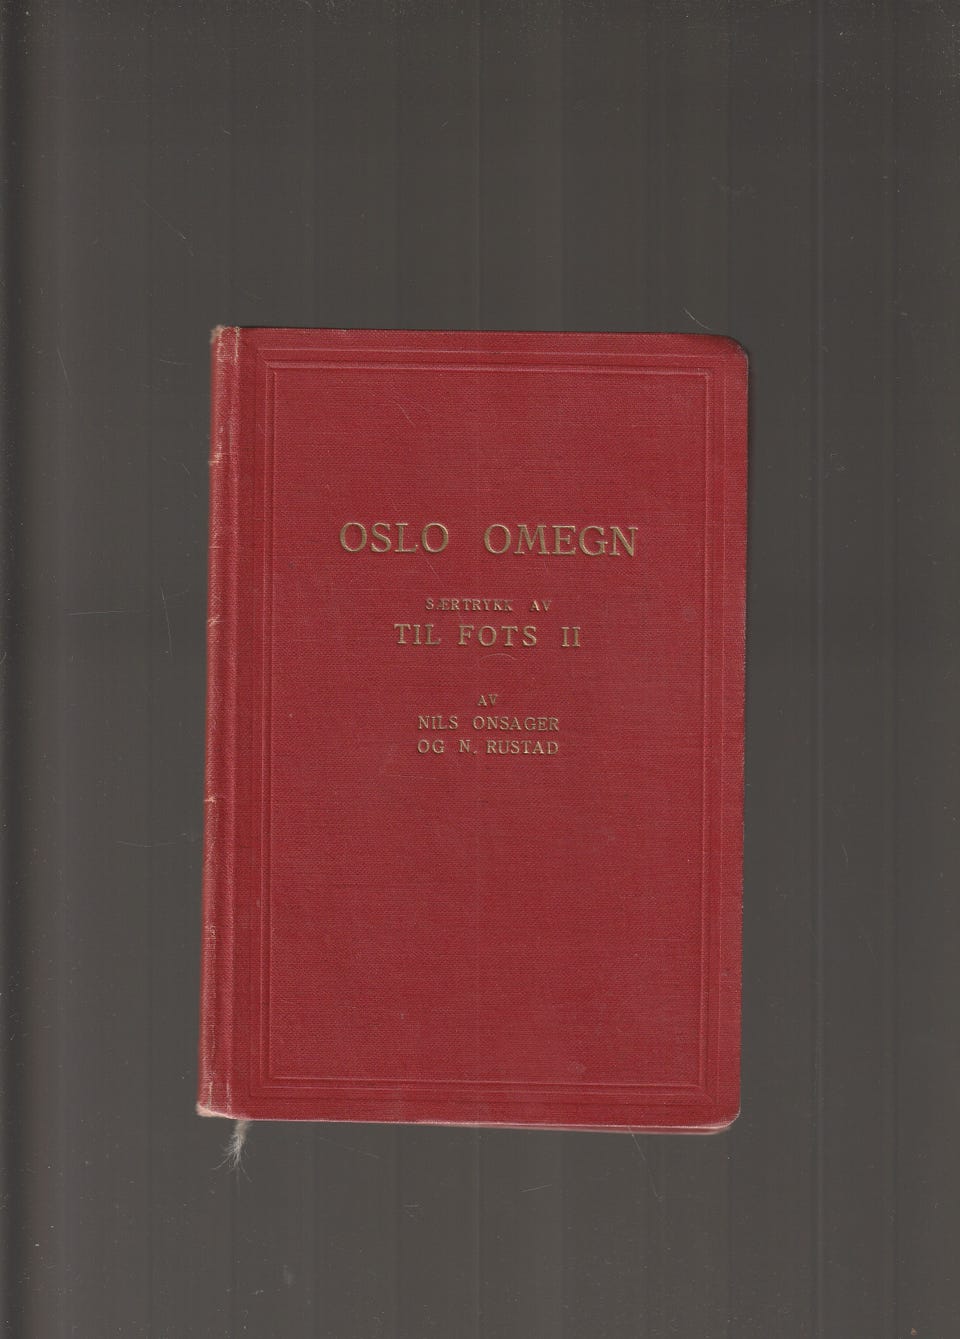 OSLO OMEGN
SÆRTRYKK AV
TIL FOTS II
AV
NILS ONSAGER
OG N. RUSTAD